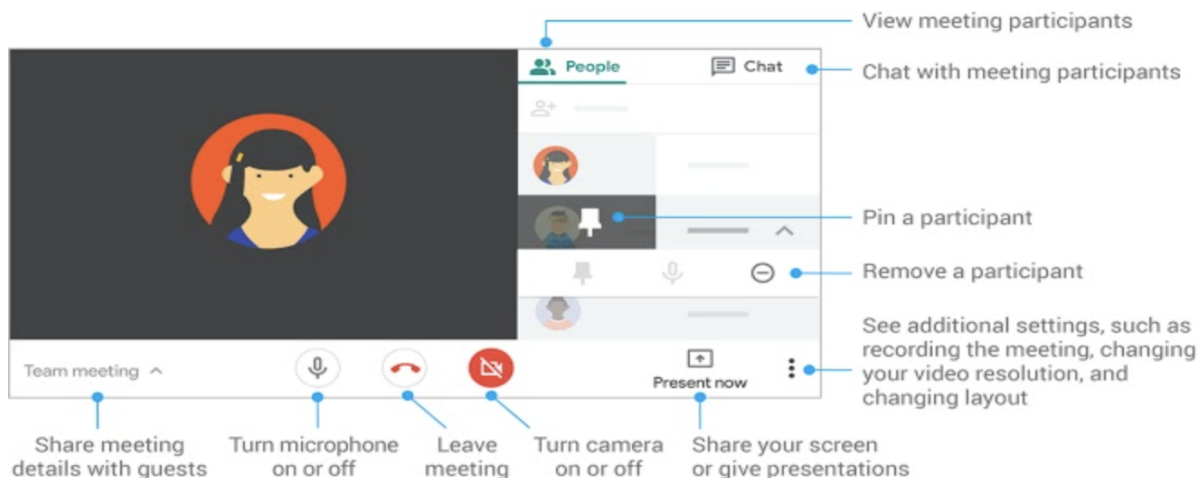 View meeting participants
People
Chat
Chat with meeting participants
Pin a participant
Remove a participant
See additional settings, such as
recording the meeting, changing
your video resolution, and
changing layout
Team meeting
Present now
Share meeting
details with guests
Turn microphone
on or off
Leave
meeting
Turn camera
on or off
Share your screen
or give presentations